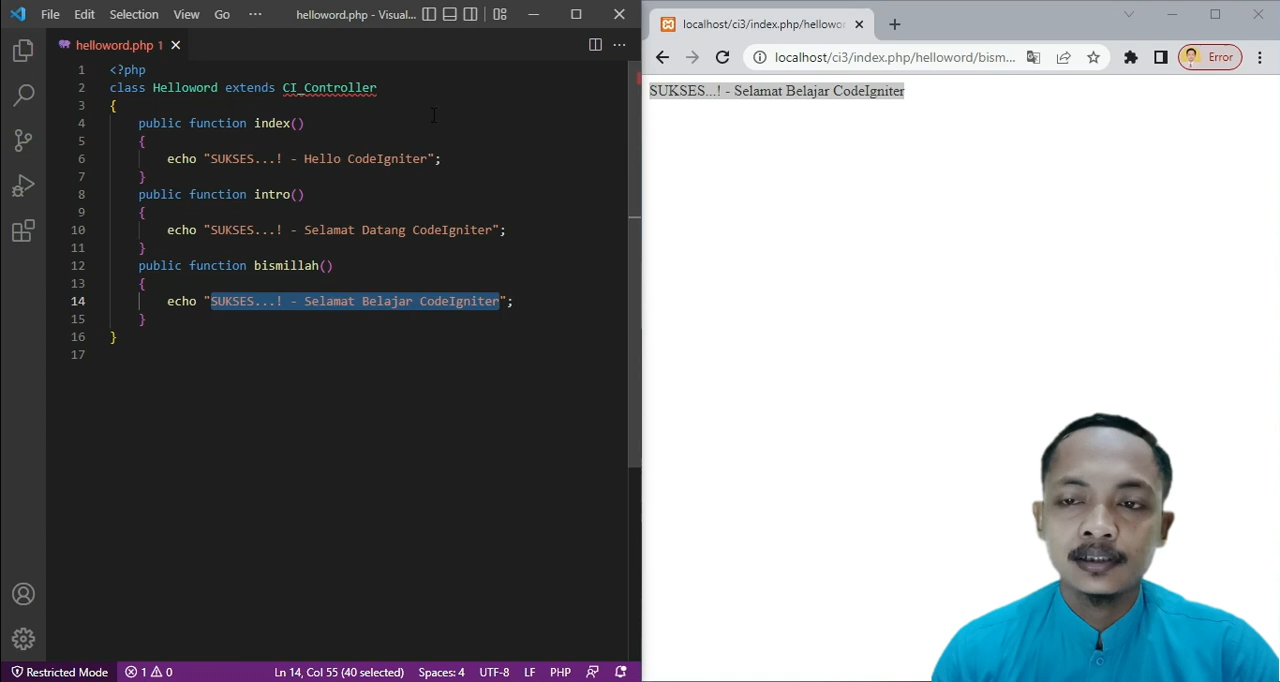 File Edit Selection View Go ··· helloword.php - Visual...
helloword.php 1
1 <?php
2 class Helloword extends CI_Controller
3 {
4 public function index()
5 {
6 echo "SUKSES...! - Hello CodeIgniter";
7 }
8 public function intro()
9 {
10 echo "SUKSES...! - Selamat Datang CodeIgniter";
11 }
12 public function bismillah()
13 {
14 echo "SUKSES...! - Selamat Belajar CodeIgniter";
15 }
16 }
17
Restricted Mode 1 0 Ln 14, Col 55 (40 selected) Spaces: 4 UTF-8 LF PHP
localhost/ci3/index.php/hellowor
localhost/ci3/index.php/helloword/bism... Error
SUKSES...! - Selamat Belajar CodeIgniter